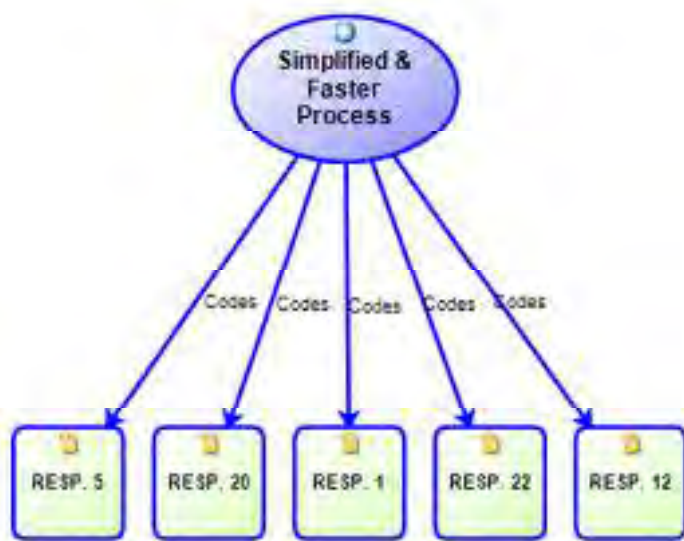 Simplified &
Faster
Process
Codes Codes Codes Codes Codes
RESP. 5 RESP. 20 RESP. 1 RESP. 22 RESP. 12